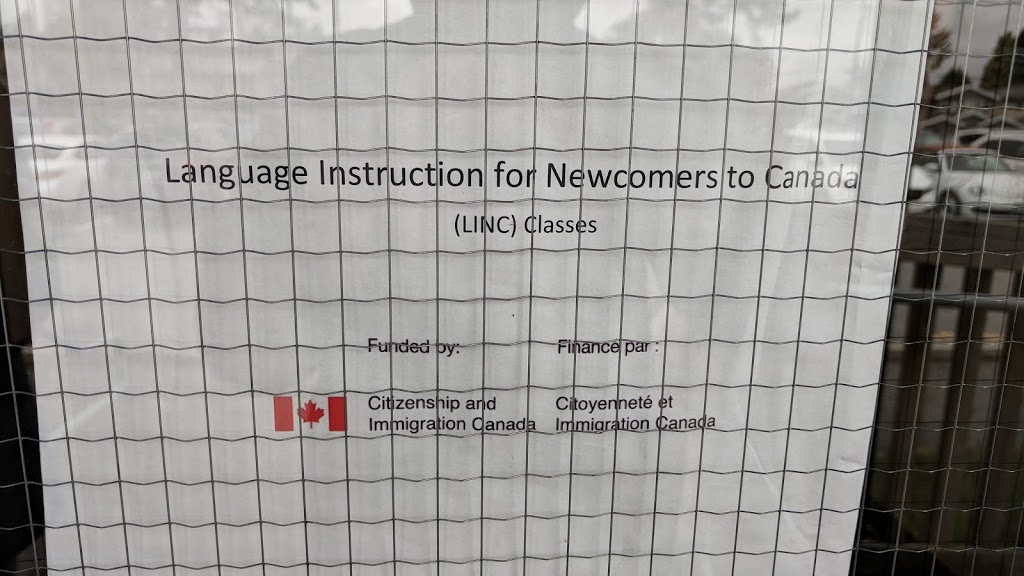 Language Instruction for Newcomers to Canada
(LINC) Classes
Funded by:
Financé par :
Citizenship and
Immigration Canada
Citoyenneté et
Immigration Canada